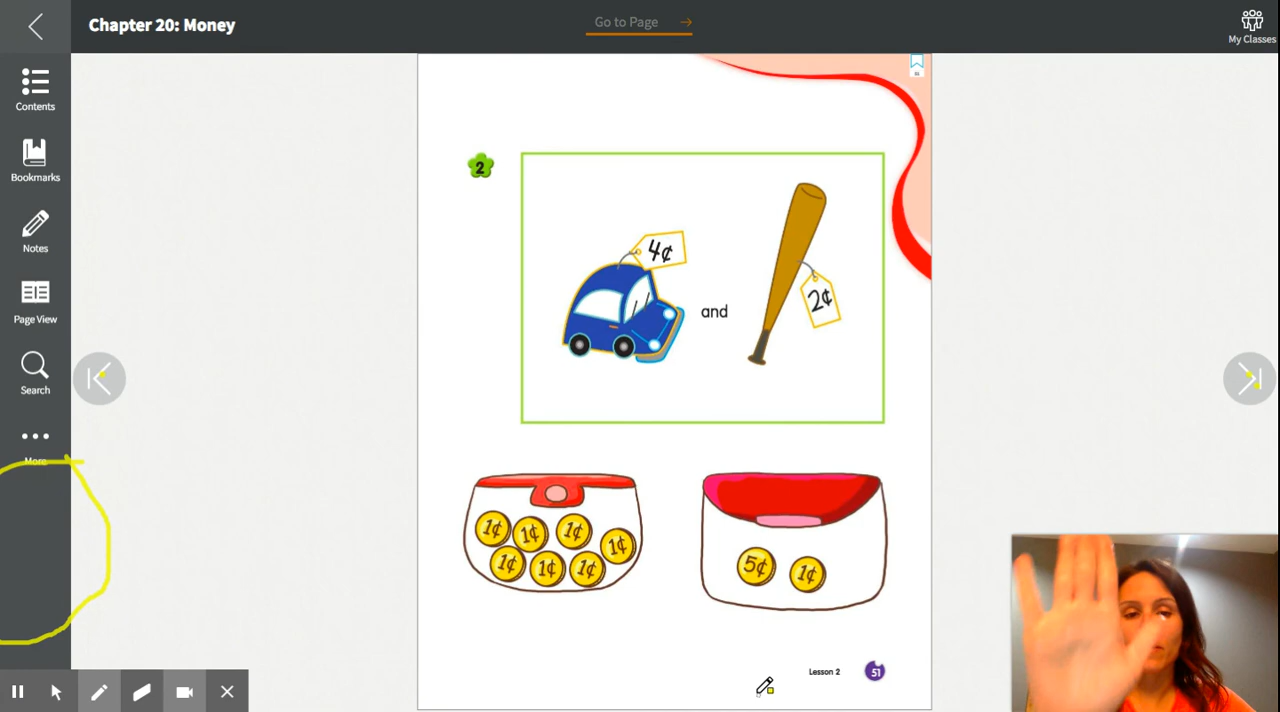 Chapter 20: Money
Go to Page
My Classes
Contents
Bookmarks
Notes
Page View
Search
More
2
4¢
and
2¢
1¢ 1¢ 1¢ 1¢
1¢ 1¢ 1¢
5¢ 1¢
Lesson 2 51